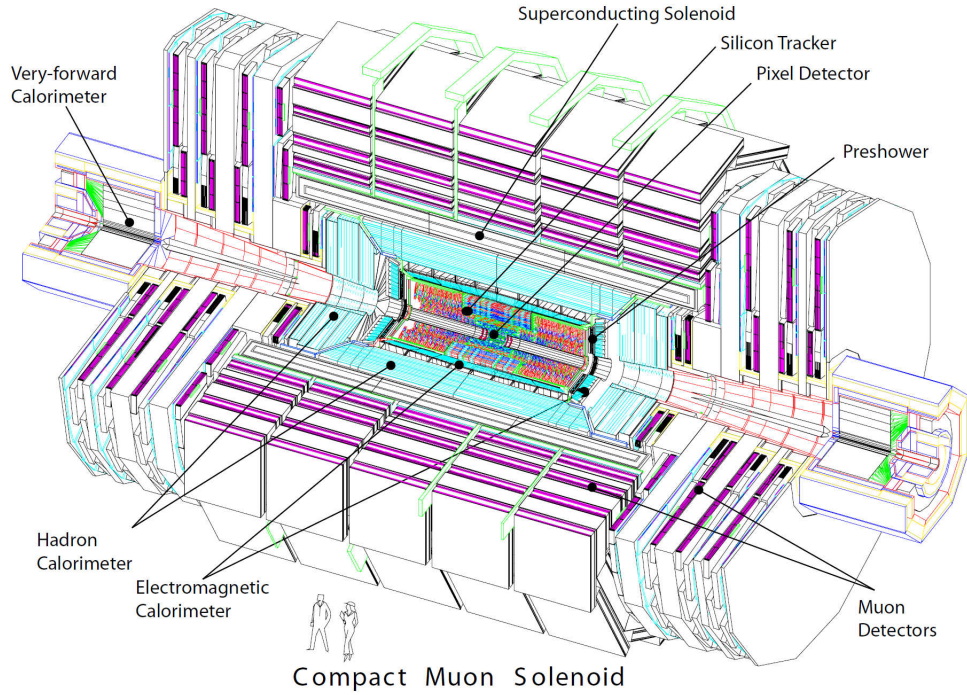 Superconducting Solenoid
Silicon Tracker
Pixel Detector
Very-forward
Calorimeter
Preshower
Hadron
Calorimeter
Electromagnetic
Calorimeter
Muon
Detectors
Compact Muon Solenoid